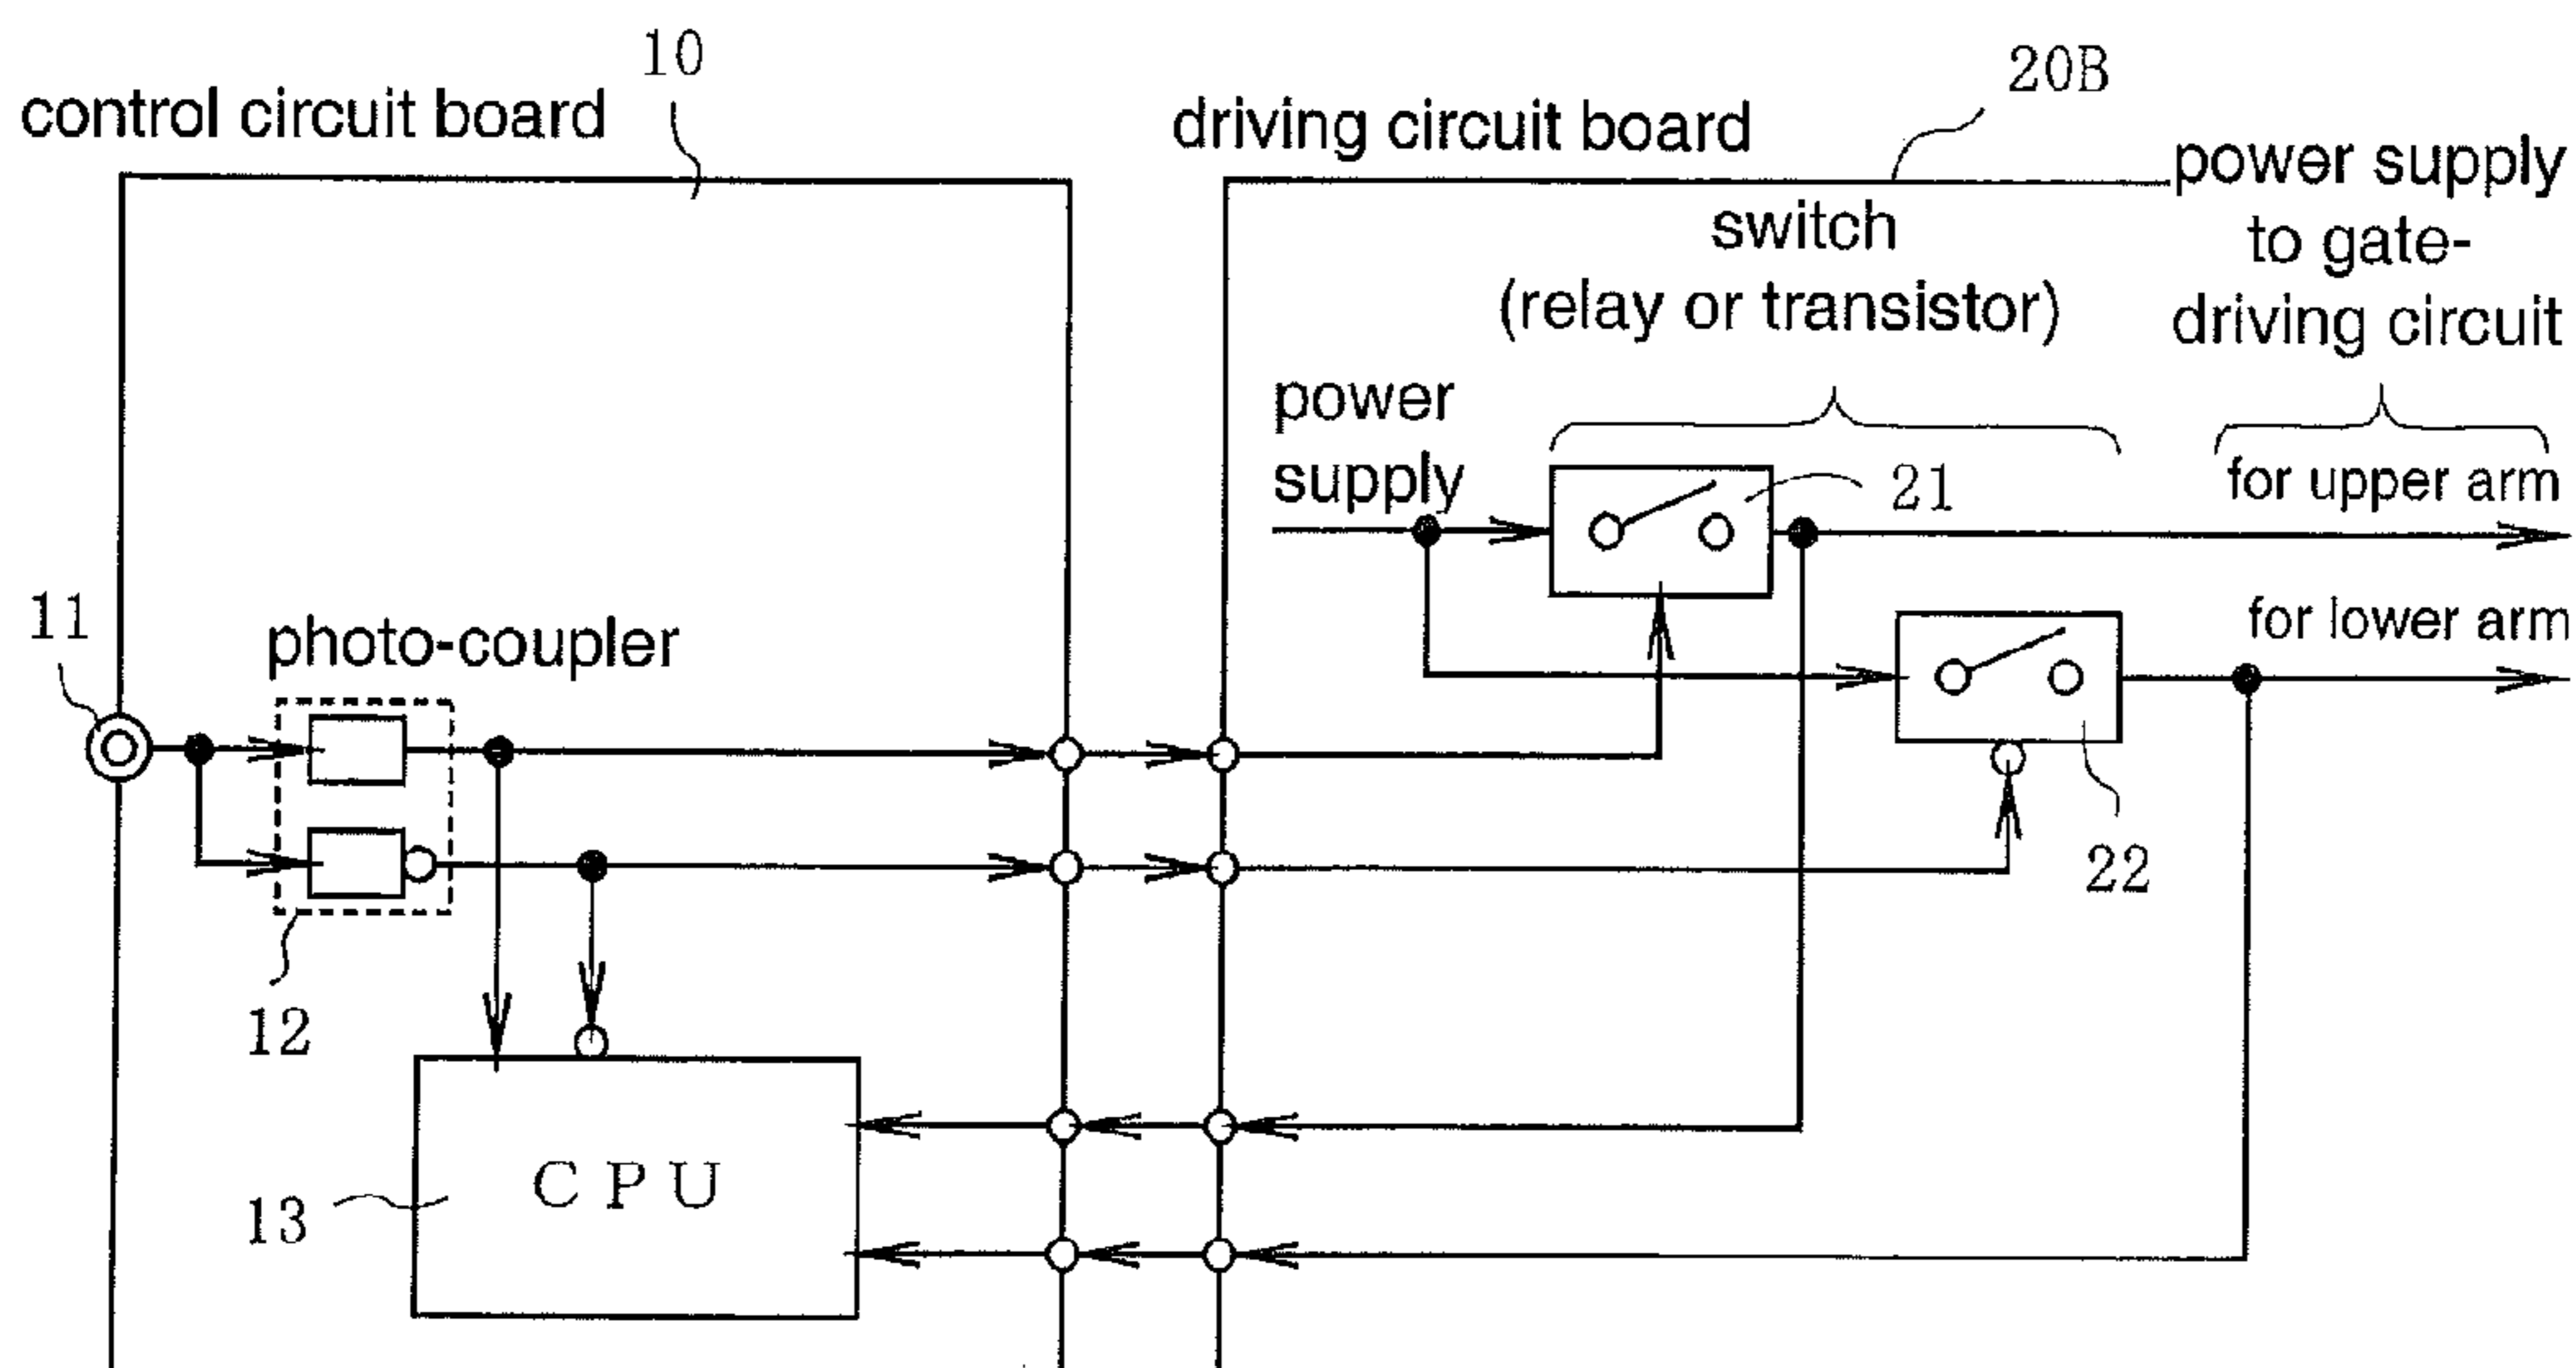 10
control circuit board
20B
driving circuit board
power supply
to gate-
driving circuit
switch
(relay or transistor)
power
supply
21
for upper arm
11
photo-coupler
for lower arm
22
12
CPU
13